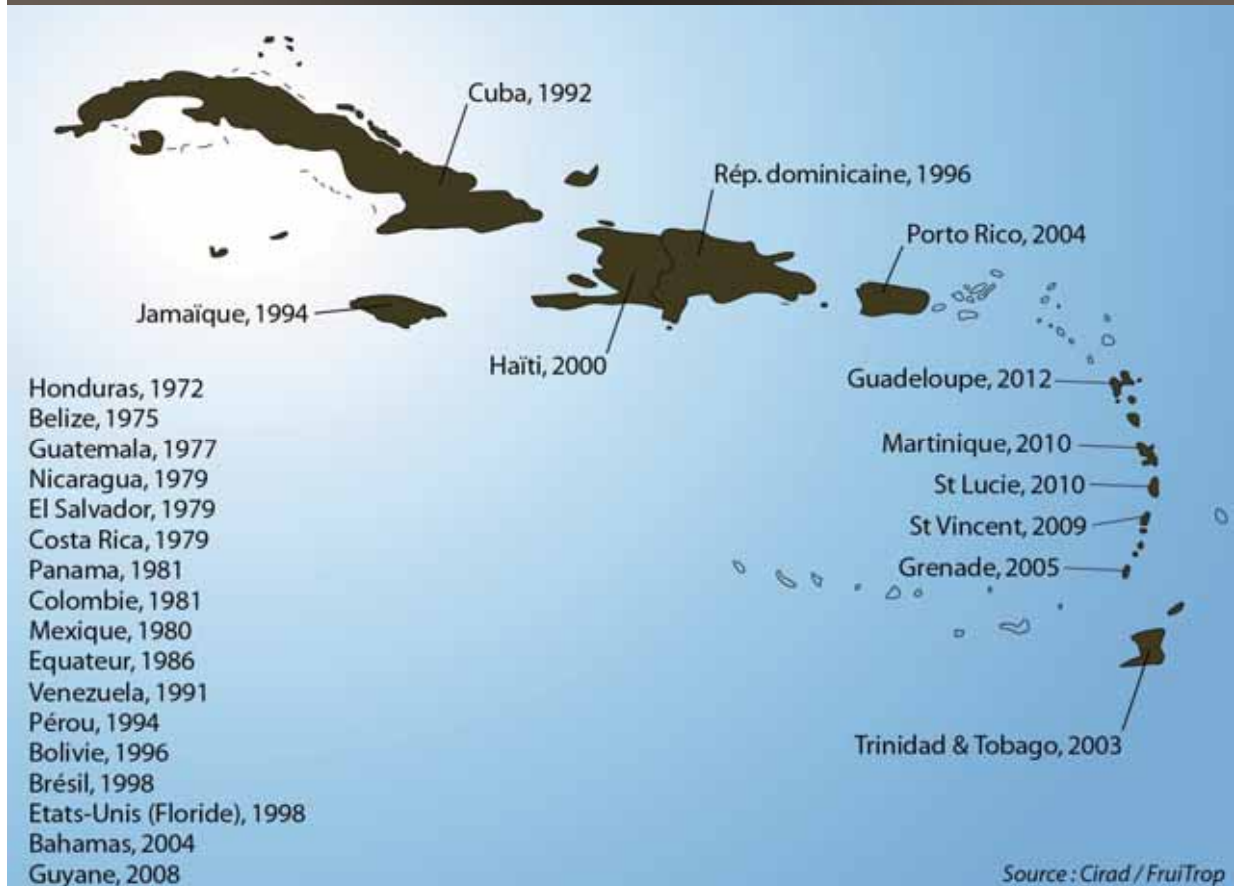 Cuba, 1992
Rép. dominicaine, 1996
Porto Rico, 2004
Jamaïque, 1994
Haïti, 2000
Guadeloupe, 2012
Martinique, 2010
St Lucie, 2010
St Vincent, 2009
Grenade, 2005
Trinidad & Tobago, 2003
Honduras, 1972
Belize, 1975
Guatemala, 1977
Nicaragua, 1979
El Salvador, 1979
Costa Rica, 1979
Panama, 1981
Colombie, 1981
Mexique, 1980
Equateur, 1986
Venezuela, 1991
Pérou, 1994
Bolivie, 1996
Brésil, 1998
Etats-Unis (Floride), 1998
Bahamas, 2004
Guyane, 2008
Source : Cirad / FruiTrop